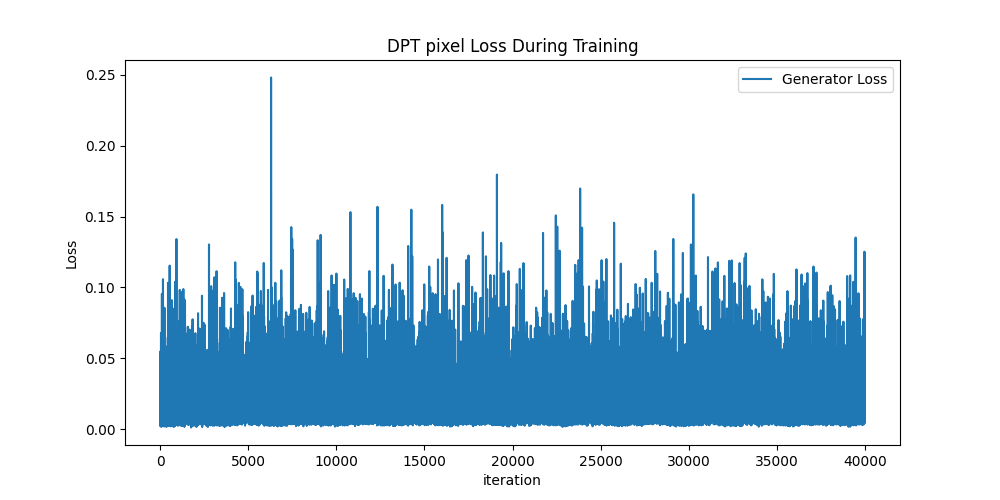 DPT pixel Loss During Training
Generator Loss
Loss
0.25
0.20
0.15
0.10
0.05
0.00
0 5000 10000 15000 20000 25000 30000 35000 40000
iteration